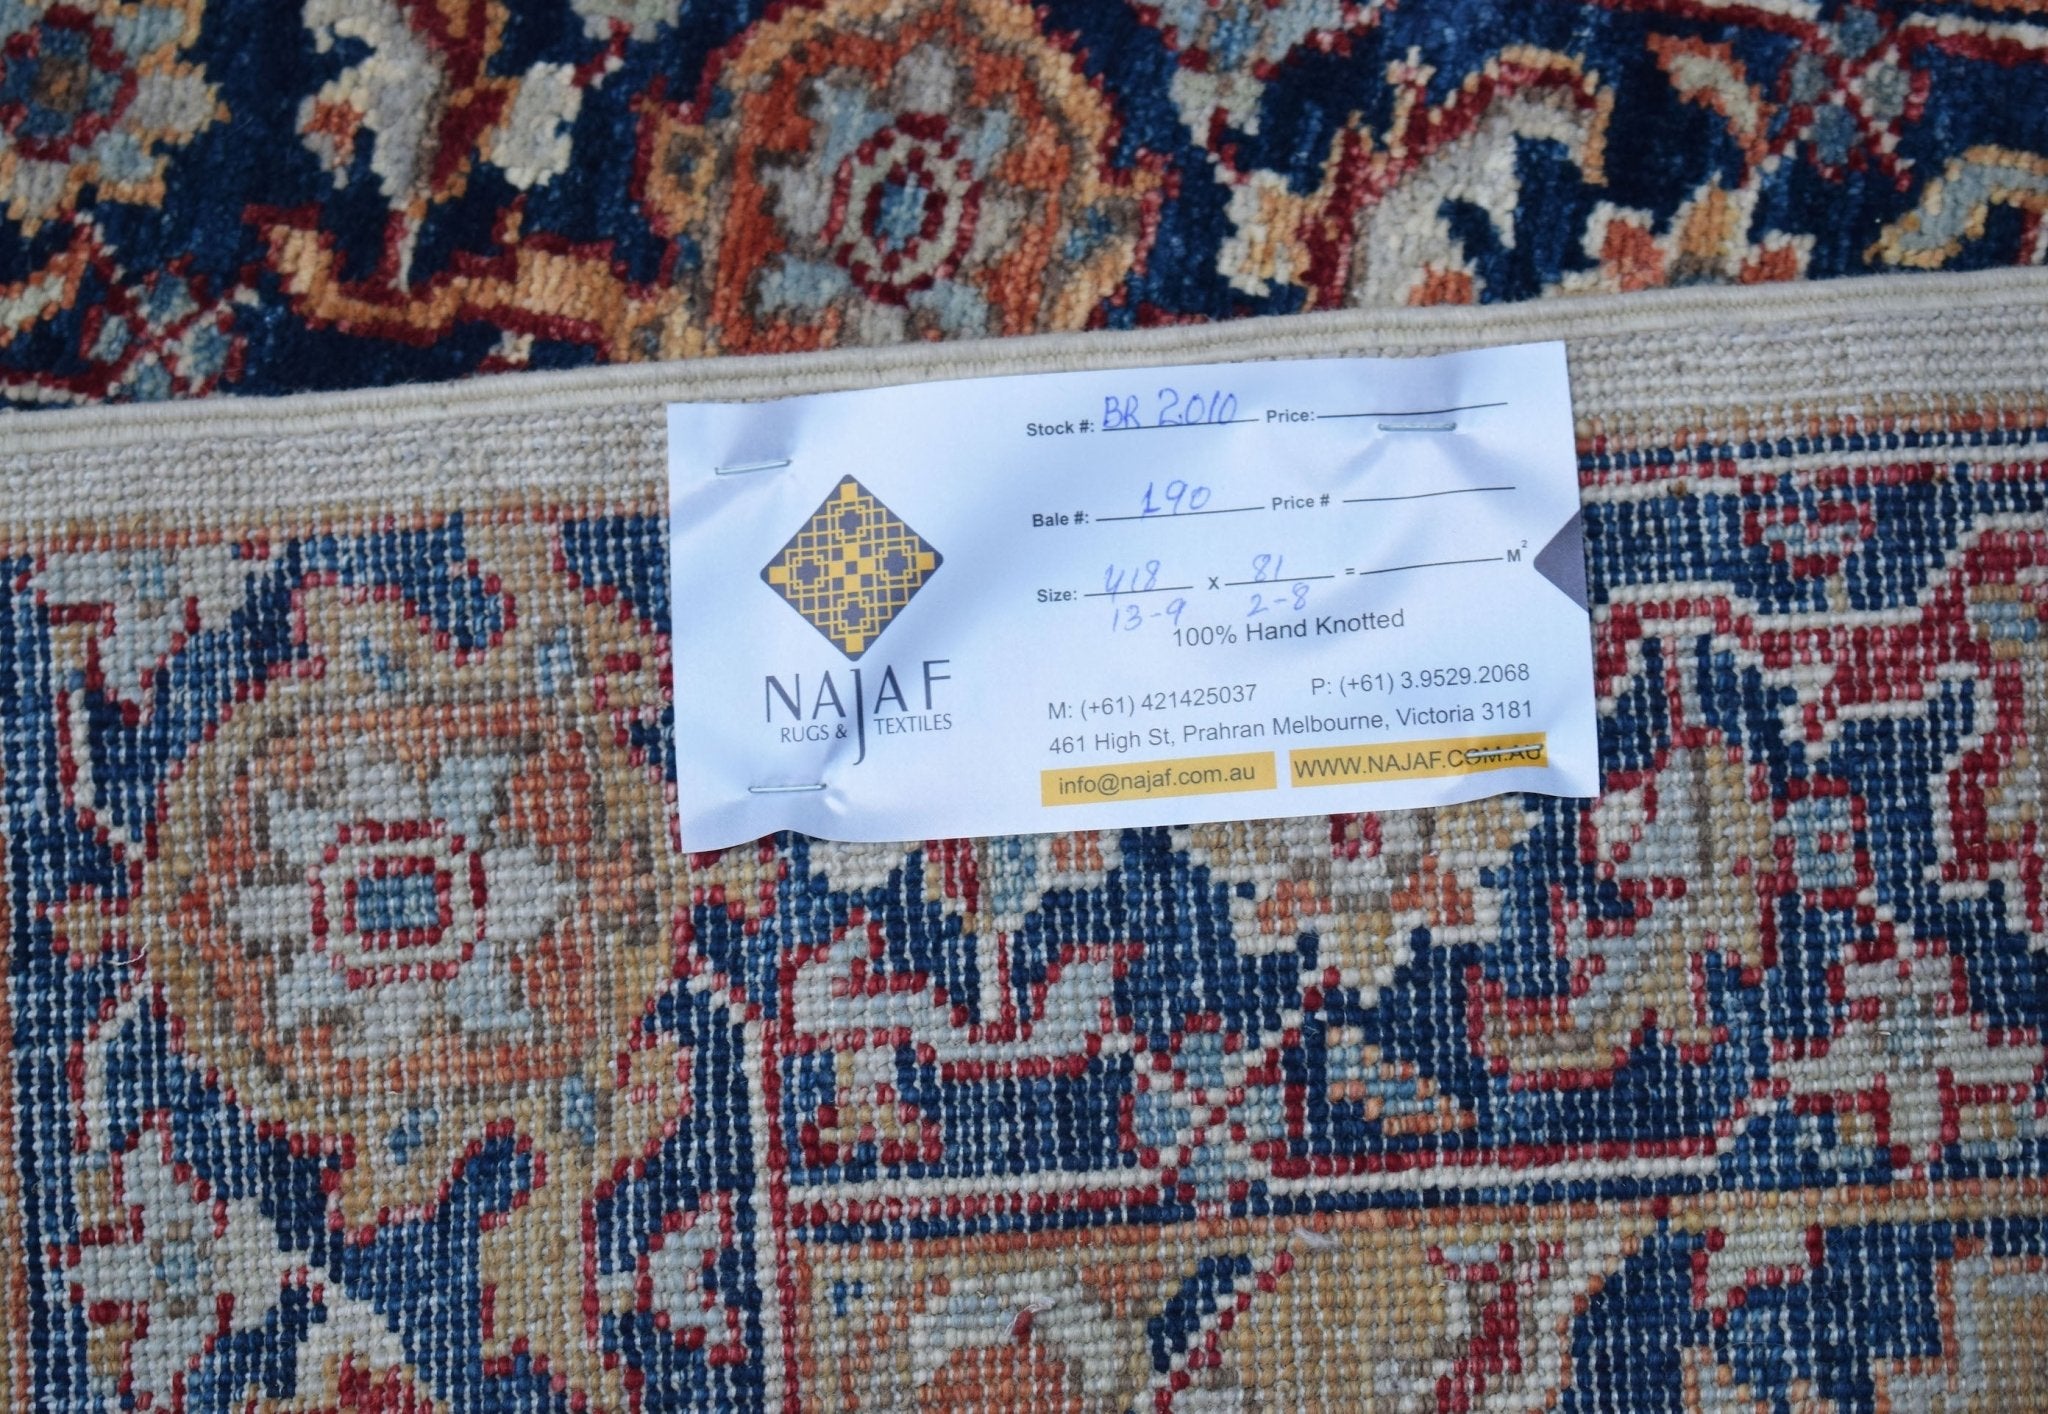 Stock #: BR 2010 Price:
Bale #: 190 Price #
Size: 418 x 81 = M²
13-9 2-8
100% Hand Knotted
NAJAF
RUGS & TEXTILES
M: (+61) 421425037 P: (+61) 3.9529.2068
461 High St, Prahran Melbourne, Victoria 3181
info@najaf.com.au WWW.NAJAF.COM.AU